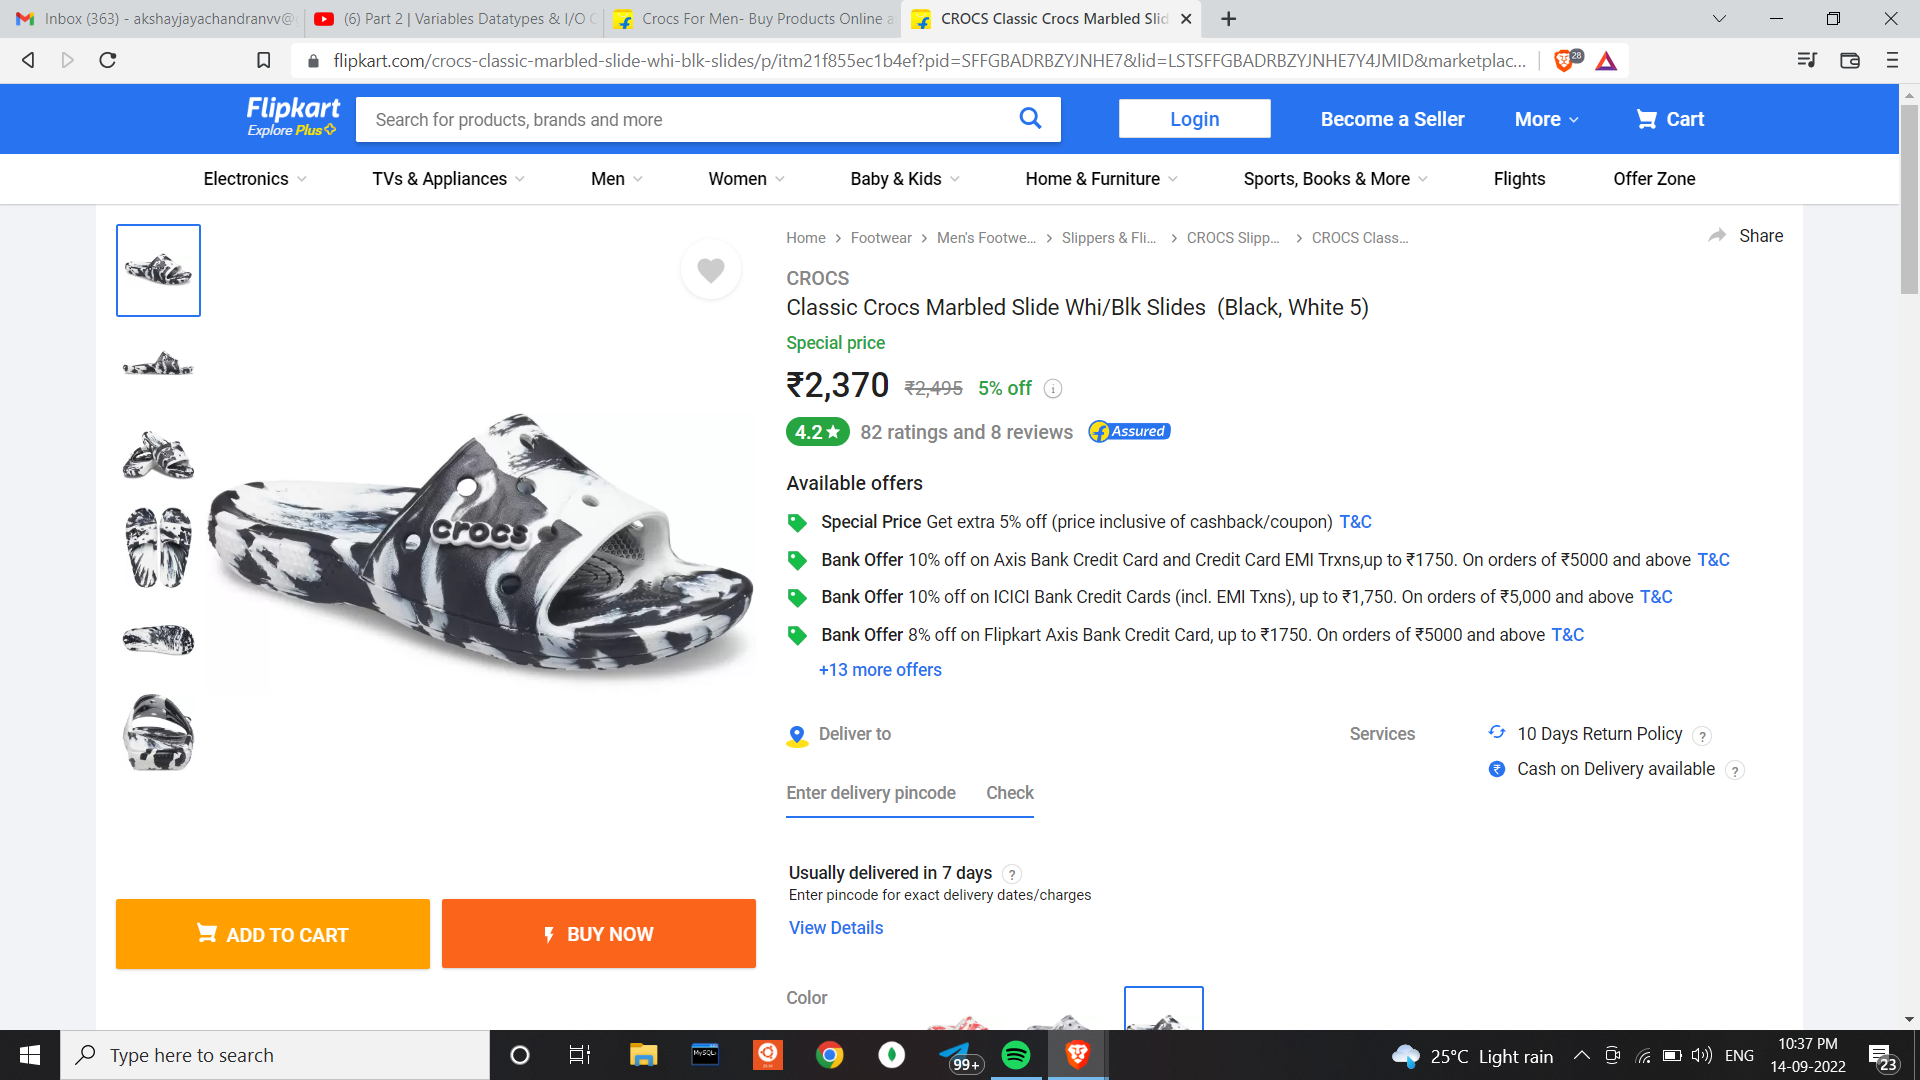 Inbox (363) - akshayjayachandranvv@
(6) Part 2 | Variables Datatypes & I/O
Crocs For Men- Buy Products Online a
CROCS Classic Crocs Marbled Slid
flipkart.com/crocs-classic-marbled-slide-whi-blk-slides/p/itm21f855ec1b4ef?pid=SFFGBADRBZYJNHE7&lid=LSTSFFGBADRBZYJNHE7Y4JMID&marketplac...
28
Flipkart
Explore Plus
Search for products, brands and more
Login
Become a Seller
More
Cart
Electronics
TVs & Appliances
Men
Women
Baby & Kids
Home & Furniture
Sports, Books & More
Flights
Offer Zone
Home > Footwear > Men's Footwe... > Slippers & Fli... > CROCS Slipp... > CROCS Class...
Share
CROCS
Classic Crocs Marbled Slide Whi/Blk Slides (Black, White 5)
Special price
₹2,370 ₹2,495 5% off
4.2★ 82 ratings and 8 reviews Assured
crocs
Available offers
Special Price Get extra 5% off (price inclusive of cashback/coupon) T&C
Bank Offer 10% off on Axis Bank Credit Card and Credit Card EMI Trxns,up to ₹1750. On orders of ₹5000 and above T&C
Bank Offer 10% off on ICICI Bank Credit Cards (incl. EMI Txns), up to ₹1,750. On orders of ₹5,000 and above T&C
Bank Offer 8% off on Flipkart Axis Bank Credit Card, up to ₹1750. On orders of ₹5000 and above T&C
+13 more offers
Deliver to
Enter delivery pincode Check
Services
10 Days Return Policy ?
Cash on Delivery available ?
Usually delivered in 7 days ?
Enter pincode for exact delivery dates/charges
View Details
ADD TO CART
BUY NOW
Color
Type here to search
MySQL
99+
25°C Light rain
ENG
10:37 PM
14-09-2022
23